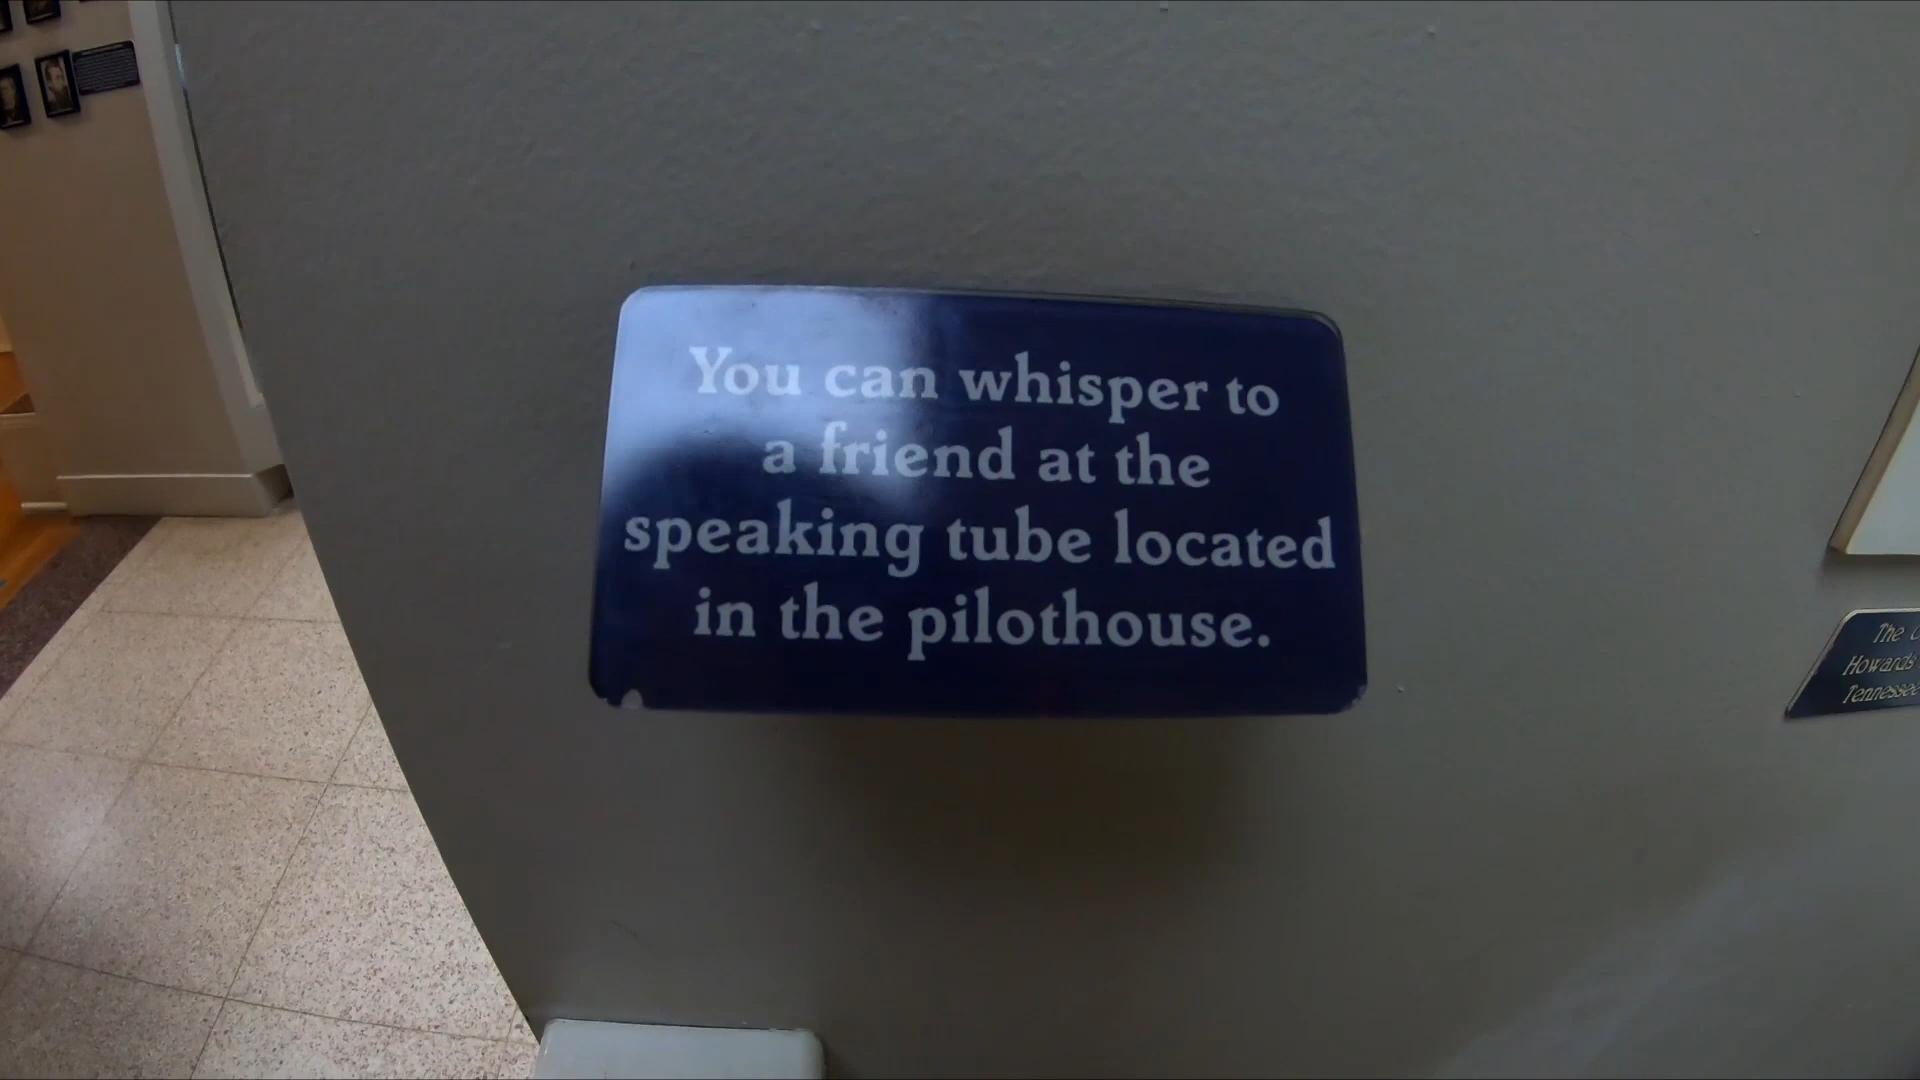 You can whisper to
a friend at the
speaking tube located
in the pilothouse.
The
Howards
Tennessee